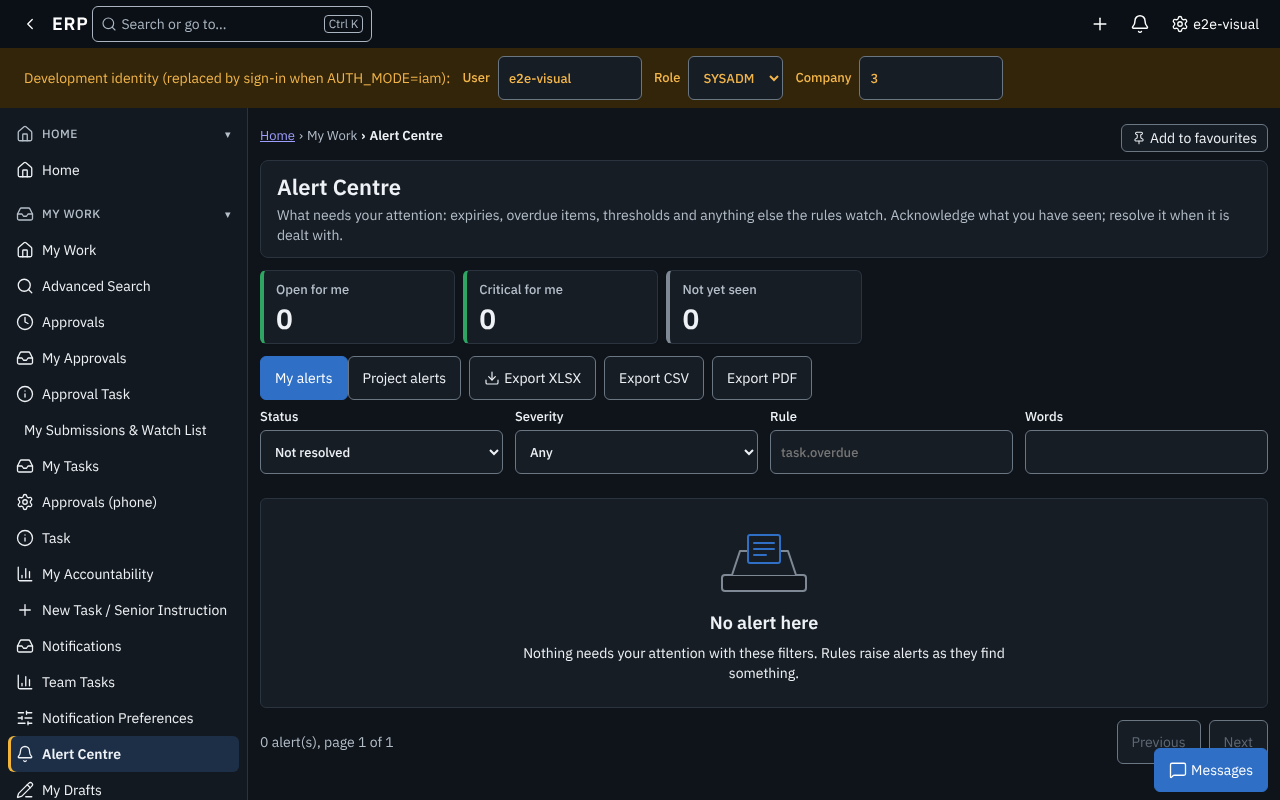 ERP
Search or go to...
Ctrl K
e2e-visual
Development identity (replaced by sign-in when AUTH_MODE=iam):
User
e2e-visual
Role
SYSADM
Company
3
HOME
Home
MY WORK
My Work
Advanced Search
Approvals
My Approvals
Approval Task
My Submissions & Watch List
My Tasks
Approvals (phone)
Task
My Accountability
New Task / Senior Instruction
Notifications
Team Tasks
Notification Preferences
Alert Centre
My Drafts
Home › My Work › Alert Centre
Add to favourites
Alert Centre
What needs your attention: expiries, overdue items, thresholds and anything else the rules watch. Acknowledge what you have seen; resolve it when it is
dealt with.
Open for me
0
Critical for me
0
Not yet seen
0
My alerts
Project alerts
Export XLSX
Export CSV
Export PDF
Status
Not resolved
Severity
Any
Rule
task.overdue
Words
No alert here
Nothing needs your attention with these filters. Rules raise alerts as they find
something.
0 alert(s), page 1 of 1
Previous
Next
Messages